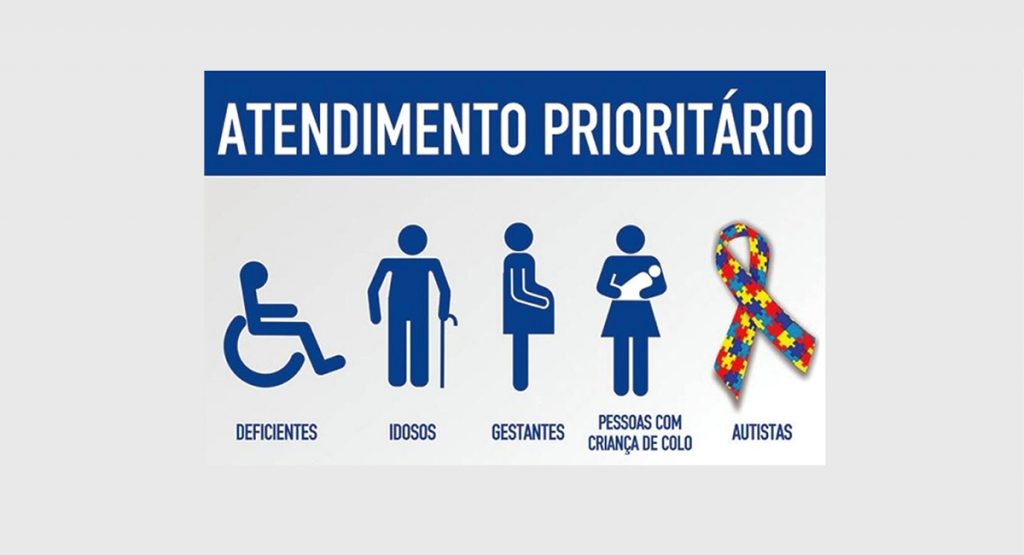 ATENDIMENTO PRIORITÁRIO
DEFICIENTES
IDOSOS
GESTANTES
PESSOAS COM
CRIANÇA DE COLO
AUTISTAS